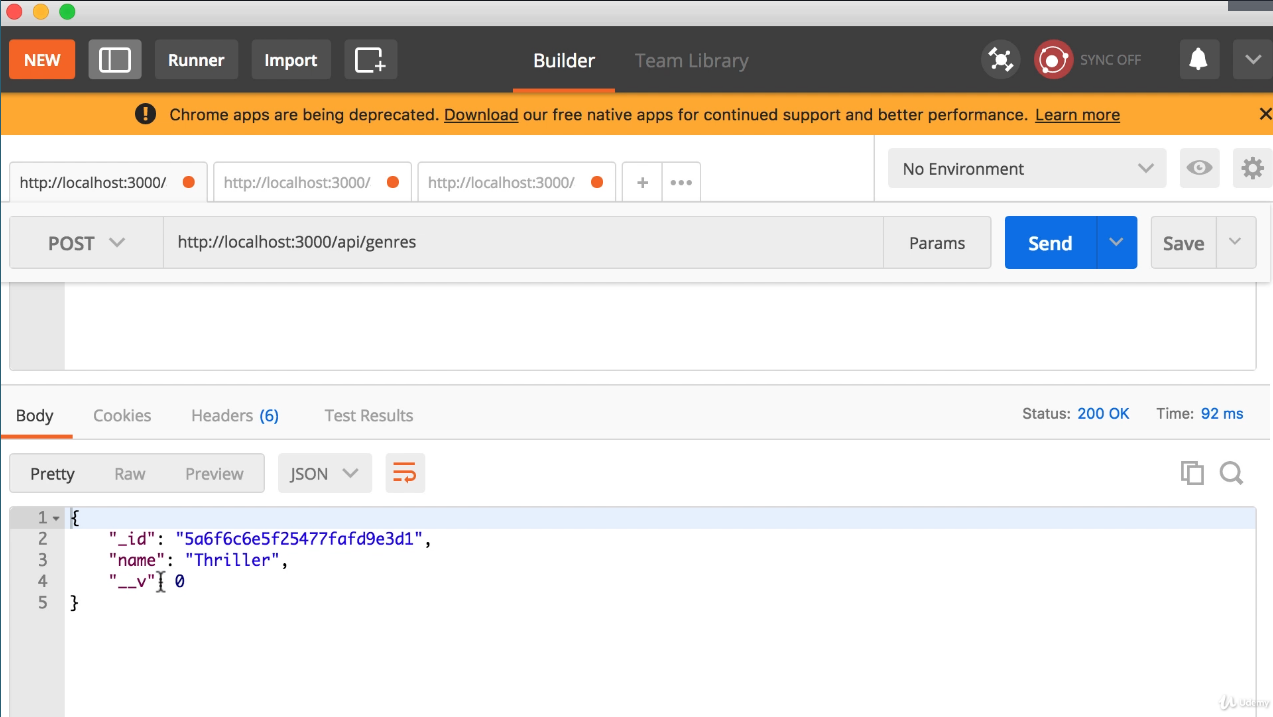 NEW Runner Import Builder Team Library SYNC OFF
Chrome apps are being deprecated. Download our free native apps for continued support and better performance. Learn more
http://localhost:3000/ http://localhost:3000/ http://localhost:3000/ + ••• No Environment
POST http://localhost:3000/api/genres Params Send Save
Body Cookies Headers (6) Test Results Status: 200 OK Time: 92 ms
Pretty Raw Preview JSON
1 {
2 "_id": "5a6f6c6e5f25477fafd9e3d1",
3 "name": "Thriller",
4 "__v": 0
5 }
Udemy